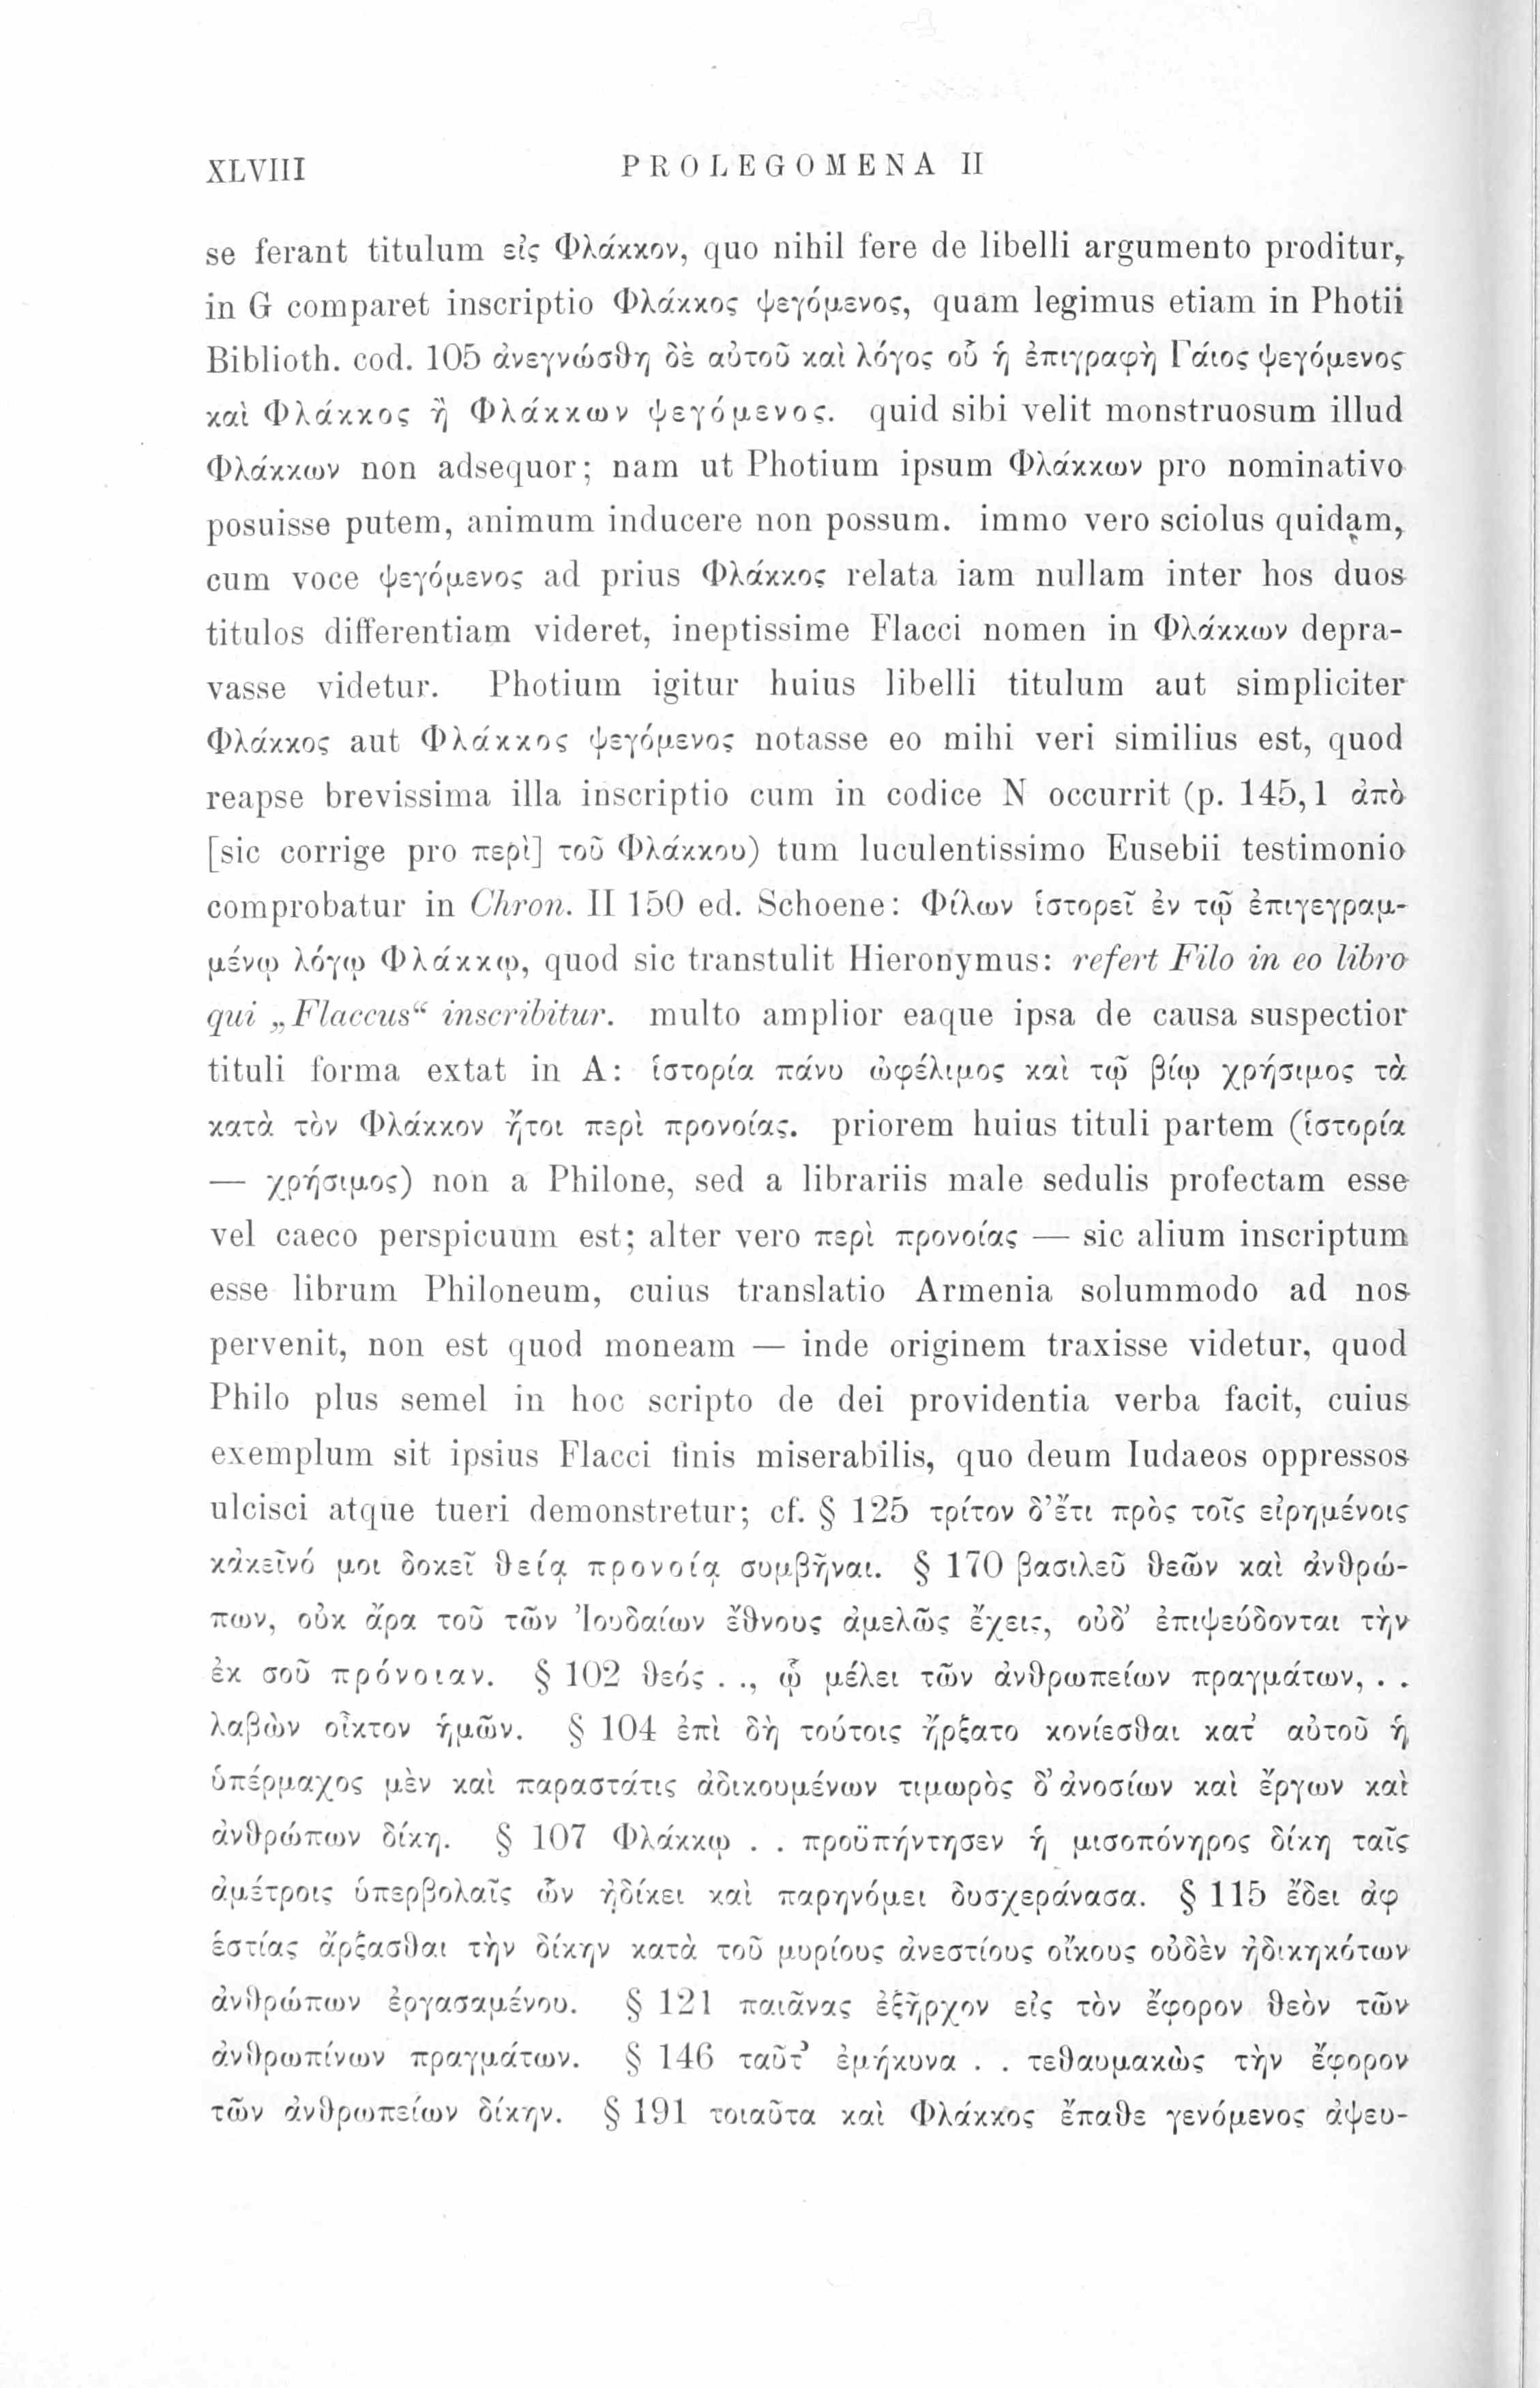 XLVIII PROLEGOMENA II
se ferant titulum εἰς Φλάκκον, quo nihil fere de libelli argumento proditur,
in G comparet inscriptio Φλάκκος ψεγόμενος, quam legimus etiam in Photii
Biblioth. cod. 105 ἀνεγνώσθη δὲ αὐτοῦ καὶ λόγος οὗ ἡ ἐπιγραφὴ Γάιος ψεγόμενος
καὶ Φλάκκος ἢ Φλάκκων ψεγόμενος. quid sibi velit monstruosum illud
Φλάκκων non adsequor; nam ut Photium ipsum Φλάκκων pro nominativo
posuisse putem, animum inducere non possum. immo vero sciolus quidam,
cum voce ψεγόμενος ad prius Φλάκκος relata iam nullam inter hos duos
titulos differentiam videret, ineptissime Flacci nomen in Φλάκκων depra-
vasse videtur. Photium igitur huius libelli titulum aut simpliciter
Φλάκκος aut Φλάκκος ψεγόμενος notasse eo mihi veri similius est, quod
reapse brevissima illa inscriptio cum in codice N occurrit (p. 145,1 ἀπὸ
[sic corrige pro περὶ] τοῦ Φλάκκου) tum luculentissimo Eusebii testimonio
comprobatur in Chron. II 150 ed. Schoene: Φίλων ἱστορεῖ ἐν τῷ ἐπιγεγραμ-
μένῳ λόγῳ Φλάκκῳ, quod sic transtulit Hieronymus: refert Filo in eo libro
qui „Flaccus“ inscribitur. multo amplior eaque ipsa de causa suspectior
tituli forma extat in A: ἱστορία πάνυ ὠφέλιμος καὶ τῷ βίῳ χρήσιμος τὰ
κατὰ τὸν Φλάκκον ἤτοι περὶ προνοίας. priorem huius tituli partem (ἱστορία
— χρήσιμος) non a Philone, sed a librariis male sedulis profectam esse
vel caeco perspicuum est; alter vero περὶ προνοίας — sic alium inscriptum
esse librum Philoneum, cuius translatio Armenia solummodo ad nos
pervenit, non est quod moneam — inde originem traxisse videtur, quod
Philo plus semel in hoc scripto de dei providentia verba facit, cuius
exemplum sit ipsius Flacci finis miserabilis, quo deum Iudaeos oppressos
ulcisci atque tueri demonstretur; cf. § 125 τρίτον δ’ἔτι πρὸς τοῖς εἰρημένοις
κἀκεῖνό μοι δοκεῖ θείᾳ προνοίᾳ συμβῆναι. § 170 βασιλεῦ θεῶν καὶ ἀνθρώ-
πων, οὐκ ἄρα τοῦ τῶν Ἰουδαίων ἔθνους ἀμελῶς ἔχεις, οὐδ’ ἐπιψεύδονται τὴν
ἐκ σοῦ πρόνοιαν. § 102 θεός . ., ᾧ μέλει τῶν ἀνθρωπείων πραγμάτων, . .
λαβὼν οἶκτον ἡμῶν. § 104 ἐπὶ δὴ τούτοις ἤρξατο κονίεσθαι κατ’ αὐτοῦ ἡ
ὑπέρμαχος μὲν καὶ παραστάτις ἀδικουμένων τιμωρὸς δ’ ἀνοσίων καὶ ἔργων καὶ
ἀνθρώπων δίκη. § 107 Φλάκκῳ . . προϋπήντησεν ἡ μισοπόνηρος δίκη ταῖς
ἀμέτροις ὑπερβολαῖς ὧν ἠδίκει καὶ παρηνόμει δυσχεράνασα. § 115 ἔδει ἀφ
ἑστίας ἄρξασθαι τὴν δίκην κατὰ τοῦ μυρίους ἀνεστίους οἴκους οὐδὲν ἠδικηκότων
ἀνθρώπων ἐργασαμένου. § 121 παιᾶνας ἐξῆρχον εἰς τὸν ἔφορον θεὸν τῶν
ἀνθρωπίνων πραγμάτων. § 146 ταῦτ’ ἐμήκυνα . . τεθαυμακὼς τὴν ἔφορον
τῶν ἀνθρωπείων δίκην. § 191 τοιαῦτα καὶ Φλάκκος ἔπαθε γενόμενος ἀψευ-